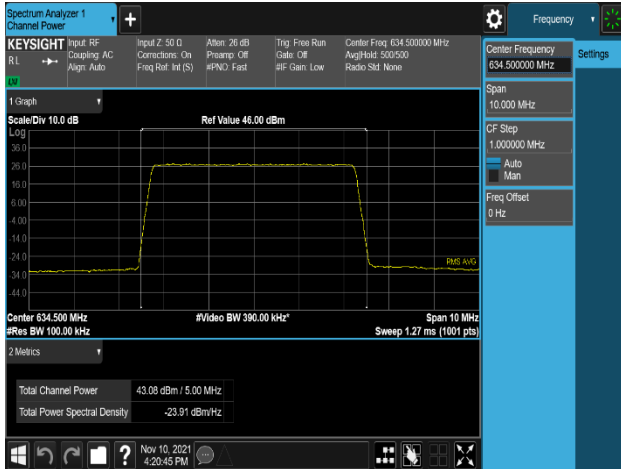 Spectrum Analyzer 1
Channel Power
Frequency
KEYSIGHT
R L
LXI
Input: RF
Coupling: AC
Align: Auto
Input Z: 50 Ω
Corrections: On
Freq Ref: Int (S)
Atten: 26 dB
Preamp: Off
#PNO: Fast
Trig: Free Run
Gate: Off
#IF Gain: Low
Center Freq: 634.500000 MHz
Avg|Hold: 500/500
Radio Std: None
Center Frequency
634.500000 MHz
Settings
Span
10.000 MHz
CF Step
1.000000 MHz
Auto
Man
Freq Offset
0 Hz
1 Graph
Scale/Div 10.0 dB
Ref Value 46.00 dBm
Log
36.0
26.0
16.0
6.00
-4.00
-14.0
-24.0
-34.0
-44.0
RMS AVG
Center 634.500 MHz
#Video BW 390.00 kHz*
Span 10 MHz
#Res BW 100.00 kHz
Sweep 1.27 ms (1001 pts)
2 Metrics
Total Channel Power 43.08 dBm / 5.00 MHz
Total Power Spectral Density -23.91 dBm/Hz
?
Nov 10, 2021
4:20:45 PM